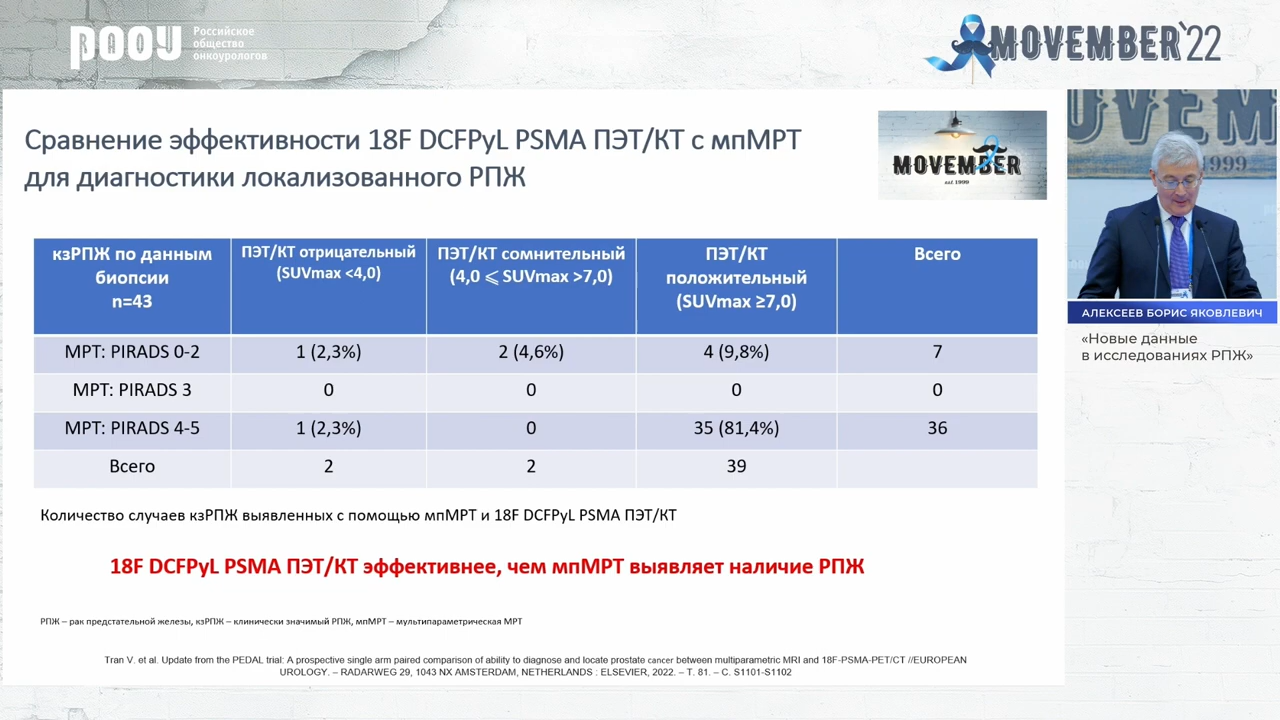 РООУ
Российское
общество
онкоурологов
MOVEMBER'22
Сравнение эффективности 18F DCFPyL PSMA ПЭТ/КТ с мпМРТ
для диагностики локализованного РПЖ
MOVEMBER
est. 1999
кзРПЖ по данным
биопсии
n=43
ПЭТ/КТ отрицательный
(SUVmax <4,0)
ПЭТ/КТ сомнительный
(4,0 ⩽ SUVmax >7,0)
ПЭТ/КТ
положительный
(SUVmax ≥7,0)
Всего
МРТ: PIRADS 0-2 1 (2,3%) 2 (4,6%) 4 (9,8%) 7
МРТ: PIRADS 3 0 0 0 0
МРТ: PIRADS 4-5 1 (2,3%) 0 35 (81,4%) 36
Всего 2 2 39
Количество случаев кзРПЖ выявленных с помощью мпМРТ и 18F DCFPyL PSMA ПЭТ/КТ
18F DCFPyL PSMA ПЭТ/КТ эффективнее, чем мпМРТ выявляет наличие РПЖ
РПЖ – рак предстательной железы, кзРПЖ – клинически значимый РПЖ, мпМРТ – мультипараметрическая МРТ
Tran V. et al. Update from the PEDAL trial: A prospective single arm paired comparison of ability to diagnose and locate prostate cancer between multiparametric MRI and 18F-PSMA-PET/CT //EUROPEAN
UROLOGY. – RADARWEG 29, 1043 NX AMSTERDAM, NETHERLANDS : ELSEVIER, 2022. – Т. 81. – С. S1101-S1102
OVEM
1999
АЛЕКСЕЕВ БОРИС ЯКОВЛЕВИЧ
«Новые данные
в исследованиях РПЖ»